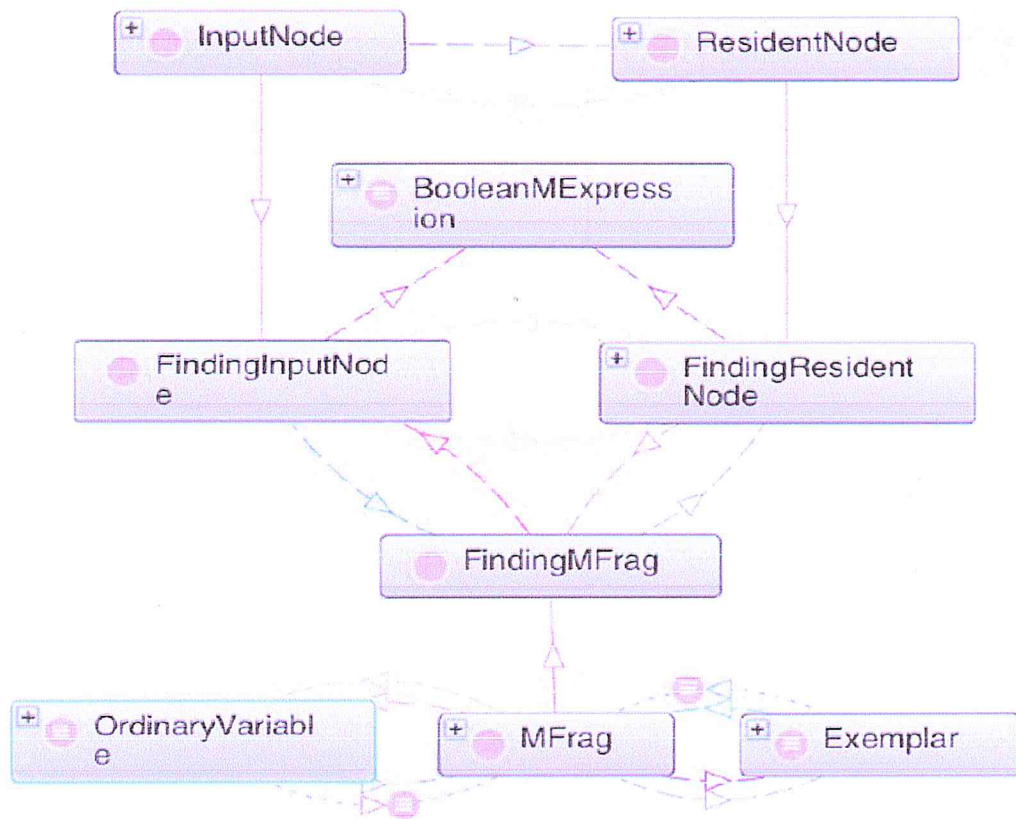 InputNode
ResidentNode
BooleanMExpress
ion
FindingInputNod
e
FindingResident
Node
FindingMFrag
OrdinaryVariabl
e
MFrag
Exemplar